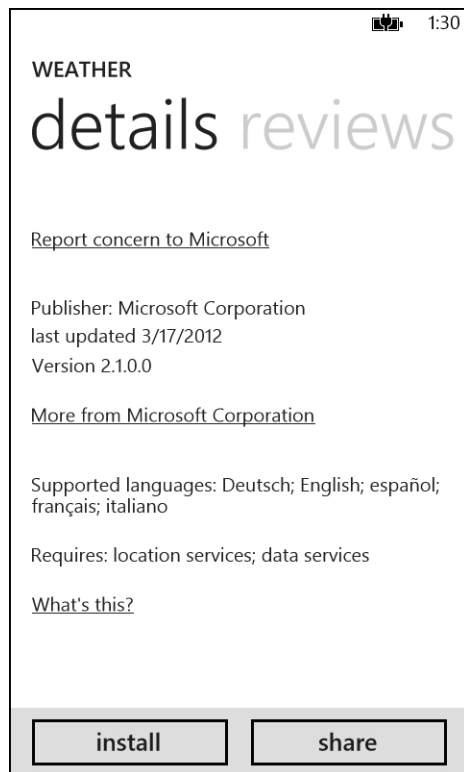 1:30
WEATHER
details reviews
Report concern to Microsoft
Publisher: Microsoft Corporation
last updated 3/17/2012
Version 2.1.0.0
More from Microsoft Corporation
Supported languages: Deutsch; English; español;
français; italiano
Requires: location services; data services
What's this?
install share